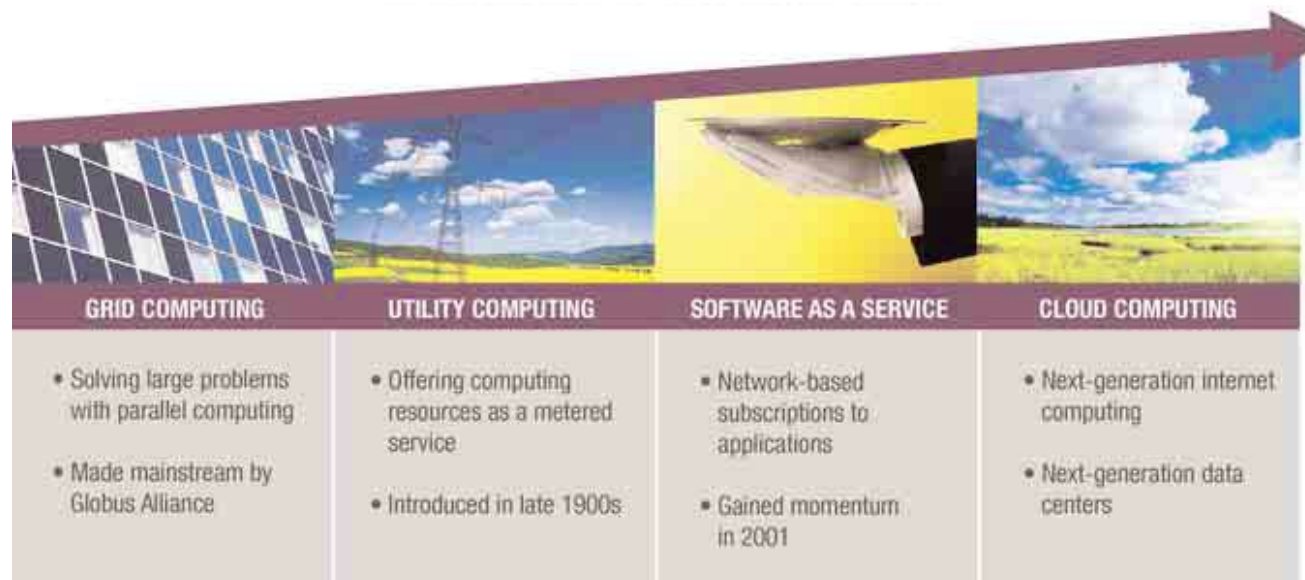 GRID COMPUTING
• Solving large problems
with parallel computing
• Made mainstream by
Globus Alliance
UTILITY COMPUTING
• Offering computing
resources as a metered
service
• Introduced in late 1900s
SOFTWARE AS A SERVICE
• Network-based
subscriptions to
applications
• Gained momentum
in 2001
CLOUD COMPUTING
• Next-generation internet
computing
• Next-generation data
centers